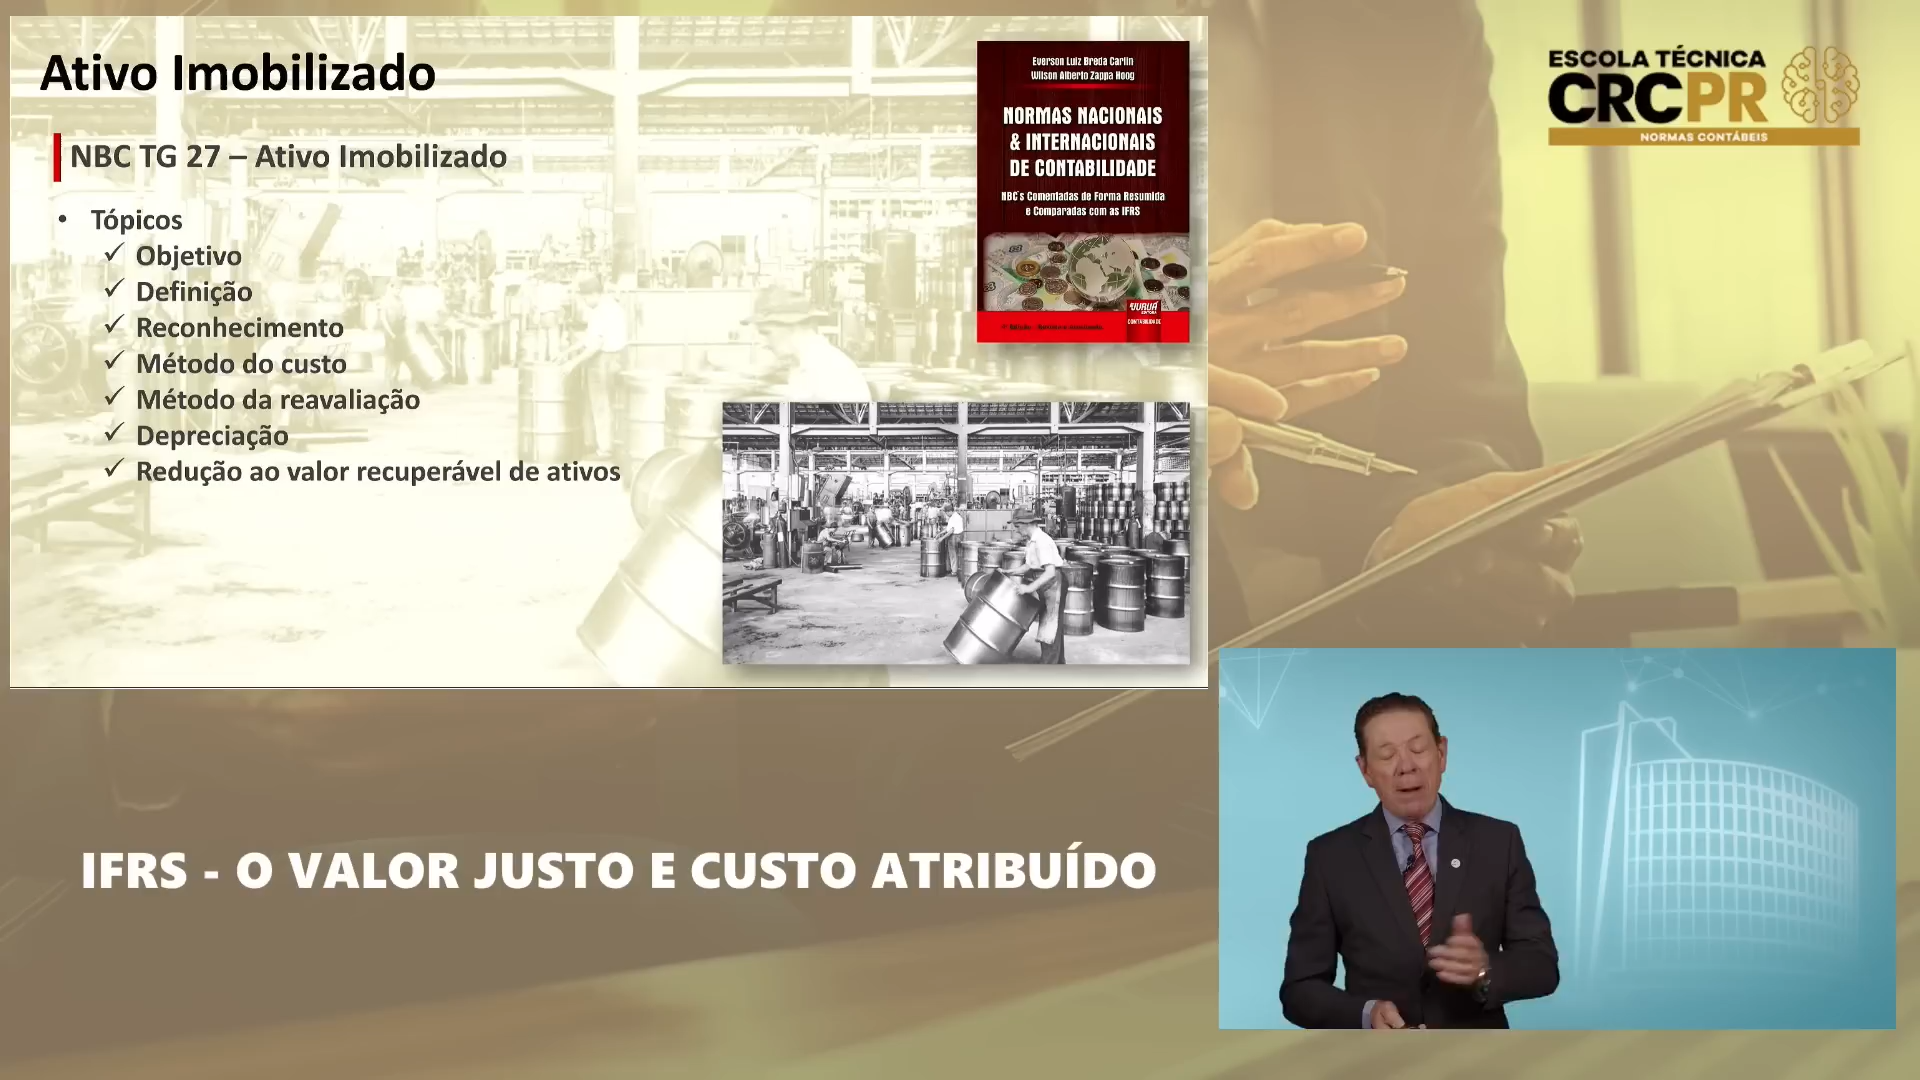 Ativo Imobilizado
NBC TG 27 – Ativo Imobilizado
• Tópicos
✓ Objetivo
✓ Definição
✓ Reconhecimento
✓ Método do custo
✓ Método da reavaliação
✓ Depreciação
✓ Redução ao valor recuperável de ativos
Everson Luiz Breda Carlin
Wilson Alberto Zappa Hoog
NORMAS NACIONAIS
& INTERNACIONAIS
DE CONTABILIDADE
NBC's Comentadas de Forma Resumida
e Comparadas com as IFRS
JURUÁ
EDITORA
ESCOLA TÉCNICA
CRCPR
NORMAS CONTÁBEIS
IFRS - O VALOR JUSTO E CUSTO ATRIBUÍDO